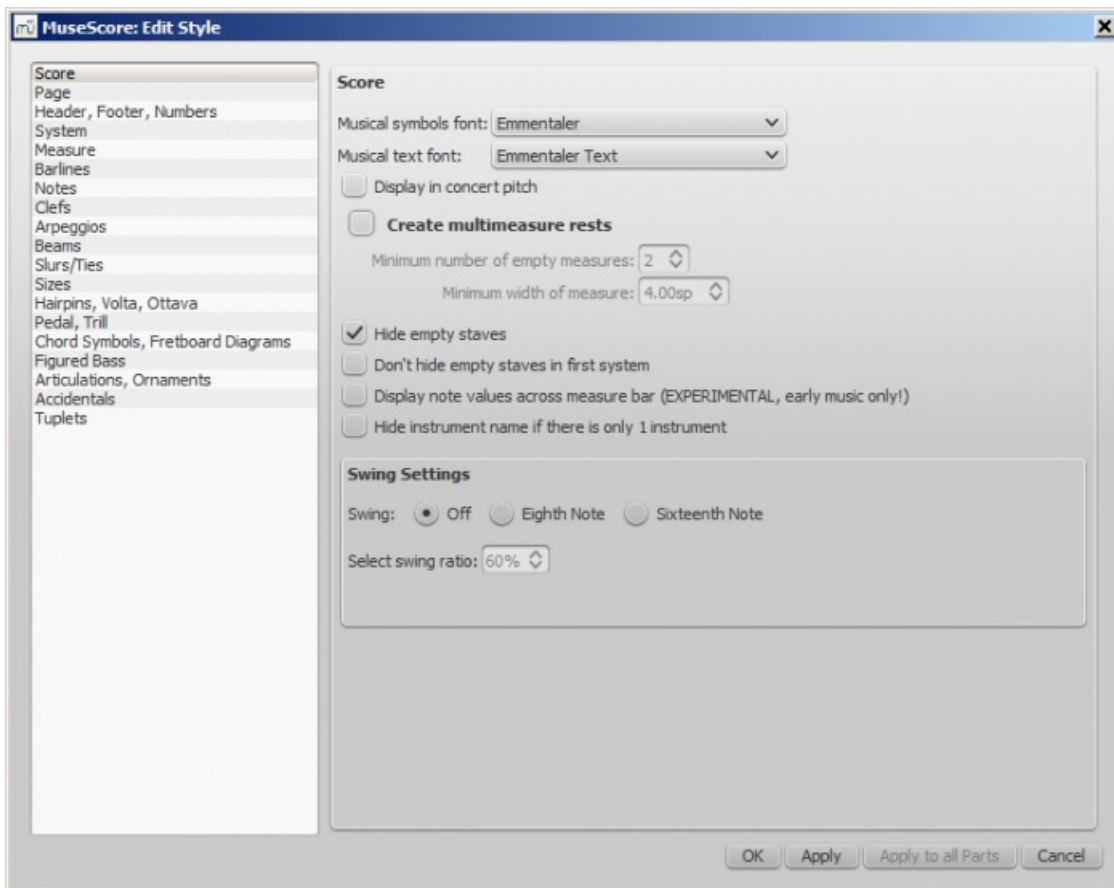 MuseScore: Edit Style
Score
Page
Header, Footer, Numbers
System
Measure
Barlines
Notes
Clefs
Arpeggios
Beams
Slurs/Ties
Sizes
Hairpins, Volta, Ottava
Pedal, Trill
Chord Symbols, Fretboard Diagrams
Figured Bass
Articulations, Ornaments
Accidentals
Tuplets
Score
Musical symbols font: Emmentaler
Musical text font: Emmentaler Text
Display in concert pitch
Create multimeasure rests
Minimum number of empty measures: 2
Minimum width of measure: 4.00sp
Hide empty staves
Don't hide empty staves in first system
Display note values across measure bar (EXPERIMENTAL, early music only!)
Hide instrument name if there is only 1 instrument
Swing Settings
Swing: Off Eighth Note Sixteenth Note
Select swing ratio: 60%
OK Apply Apply to all Parts Cancel